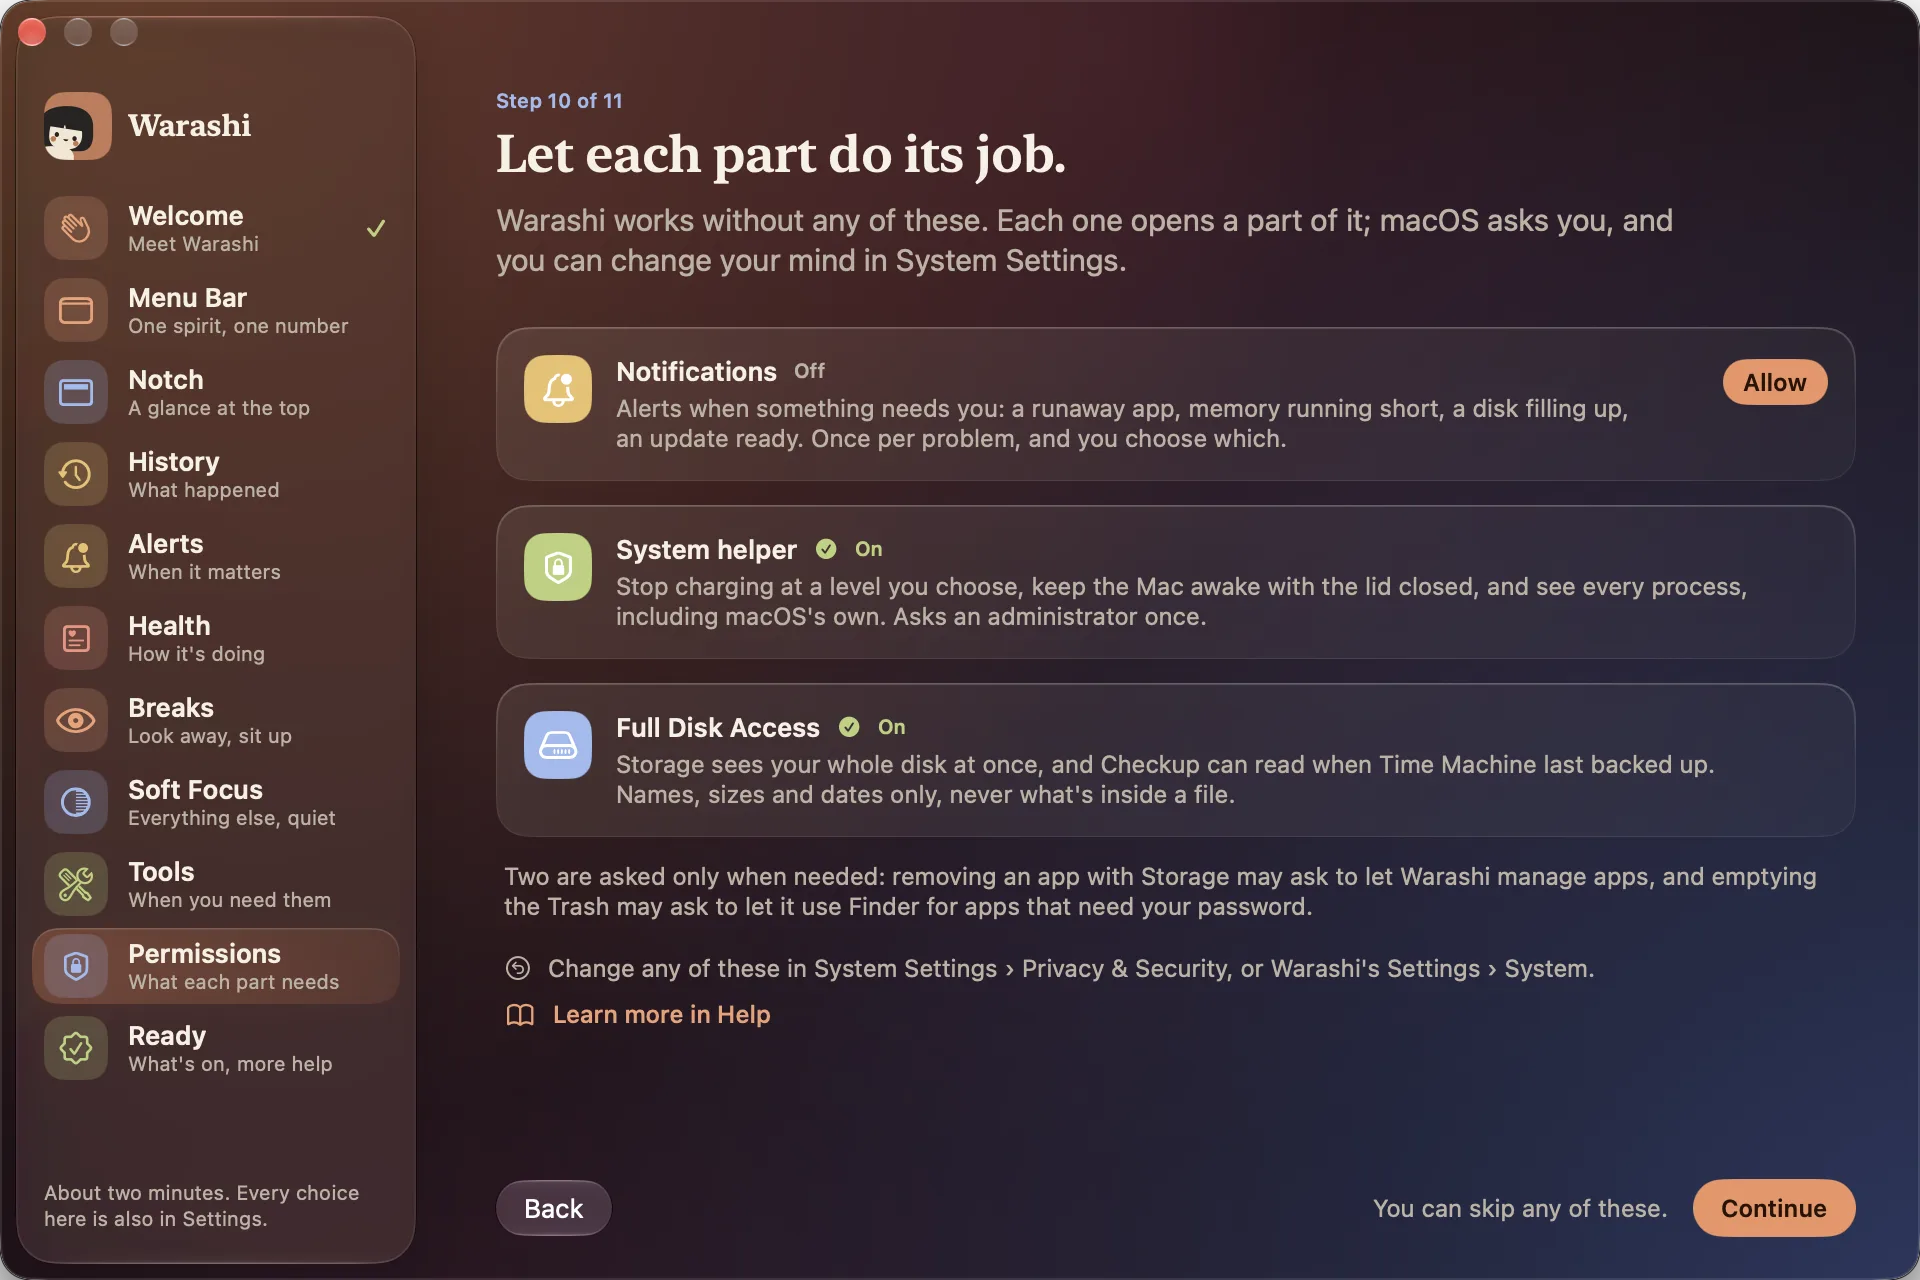 Warashi
Welcome
Meet Warashi
Menu Bar
One spirit, one number
Notch
A glance at the top
History
What happened
Alerts
When it matters
Health
How it's doing
Breaks
Look away, sit up
Soft Focus
Everything else, quiet
Tools
When you need them
Permissions
What each part needs
Ready
What's on, more help
About two minutes. Every choice
here is also in Settings.
Step 10 of 11
Let each part do its job.
Warashi works without any of these. Each one opens a part of it; macOS asks you, and
you can change your mind in System Settings.
Notifications Off
Alerts when something needs you: a runaway app, memory running short, a disk filling up,
an update ready. Once per problem, and you choose which.
Allow
System helper On
Stop charging at a level you choose, keep the Mac awake with the lid closed, and see every process,
including macOS's own. Asks an administrator once.
Full Disk Access On
Storage sees your whole disk at once, and Checkup can read when Time Machine last backed up.
Names, sizes and dates only, never what's inside a file.
Two are asked only when needed: removing an app with Storage may ask to let Warashi manage apps, and emptying
the Trash may ask to let it use Finder for apps that need your password.
Change any of these in System Settings › Privacy & Security, or Warashi's Settings › System.
Learn more in Help
Back
You can skip any of these.
Continue